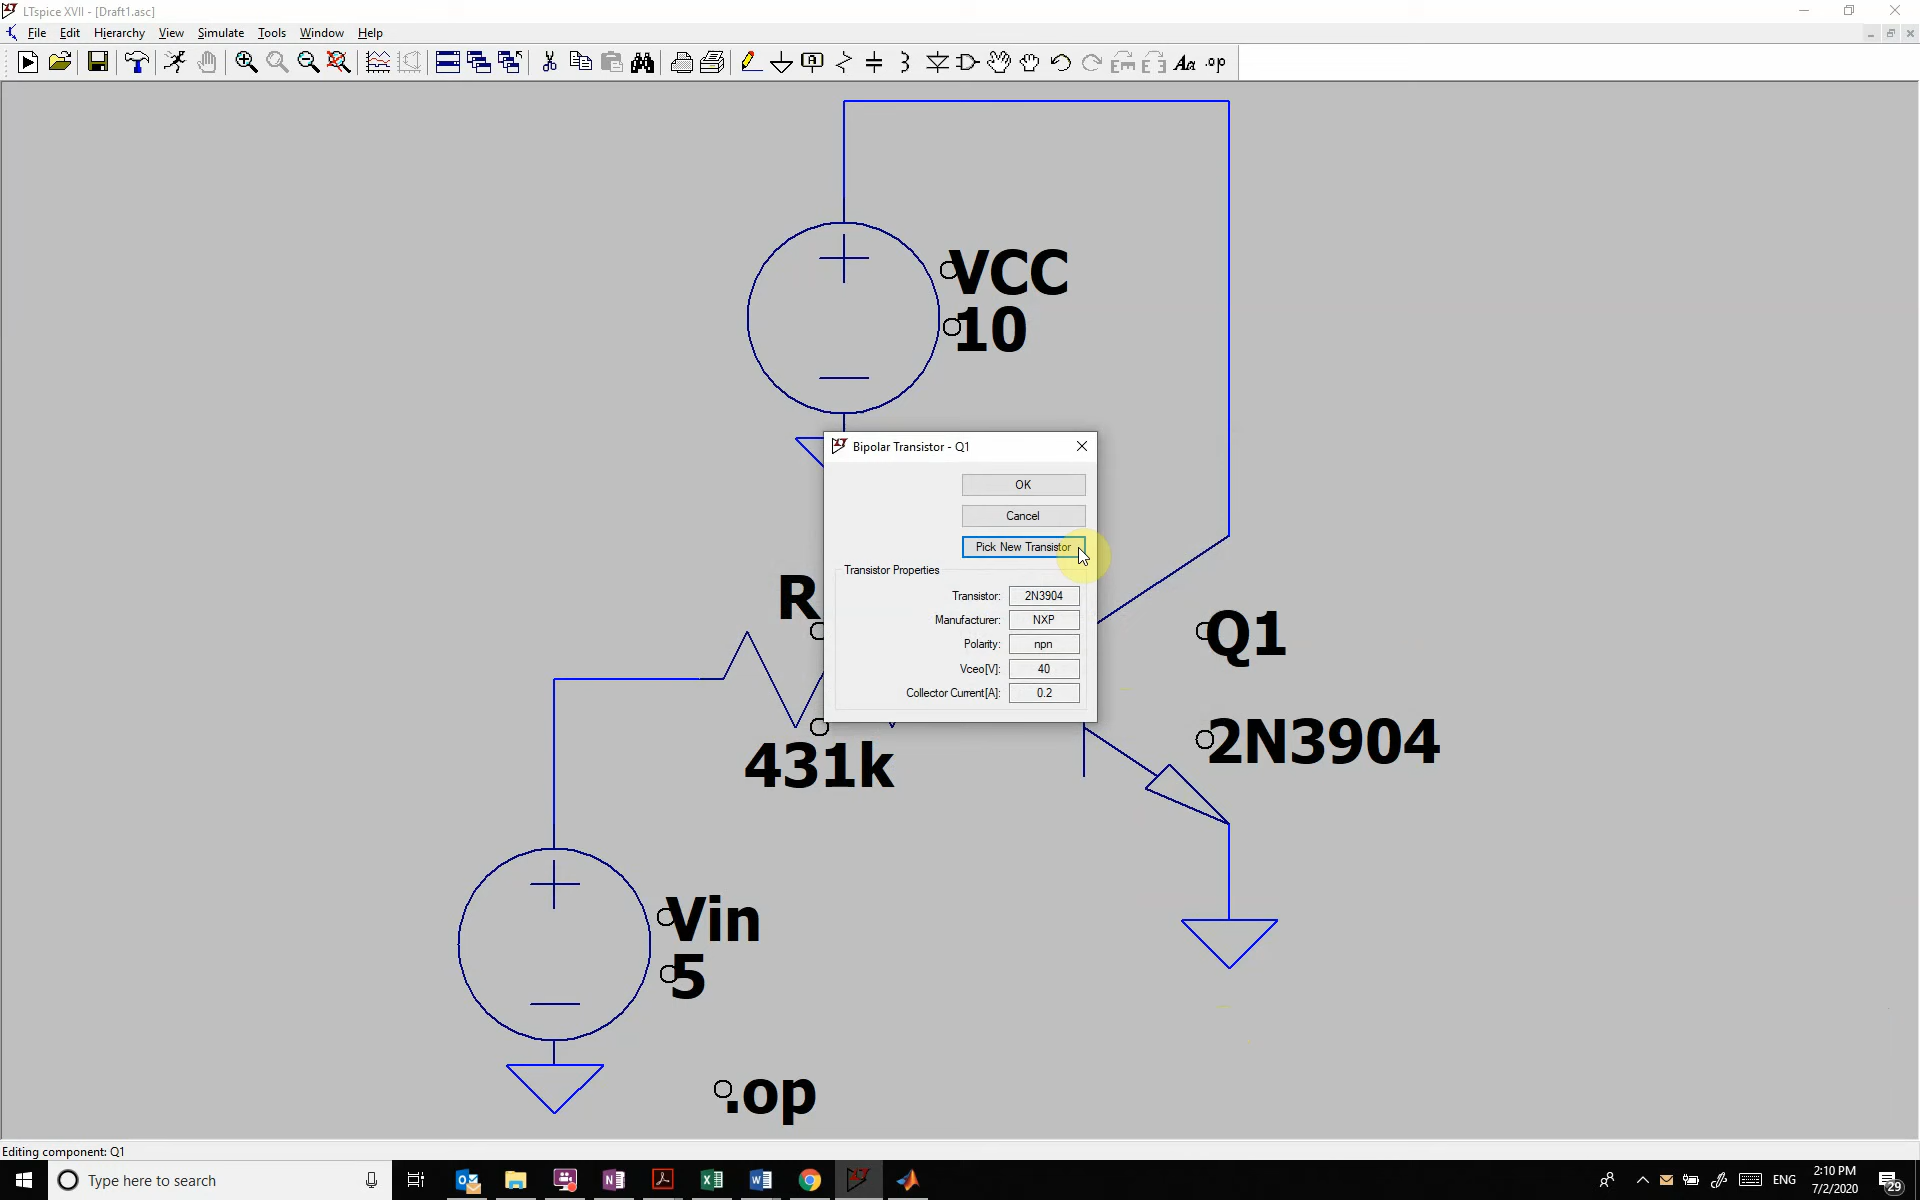 LTspice XVII - [Draft1.asc]
File Edit Hierarchy View Simulate Tools Window Help
A Aa .op
VCC
10
Bipolar Transistor - Q1
OK
Cancel
Pick New Transistor
Transistor Properties
Transistor: 2N3904
Manufacturer: NXP
Polarity: npn
Vceo[V]: 40
Collector Current[A]: 0.2
R
431k
Q1
2N3904
Vin
5
.op
Editing component: Q1
Type here to search
ENG
2:10 PM
7/2/2020
29